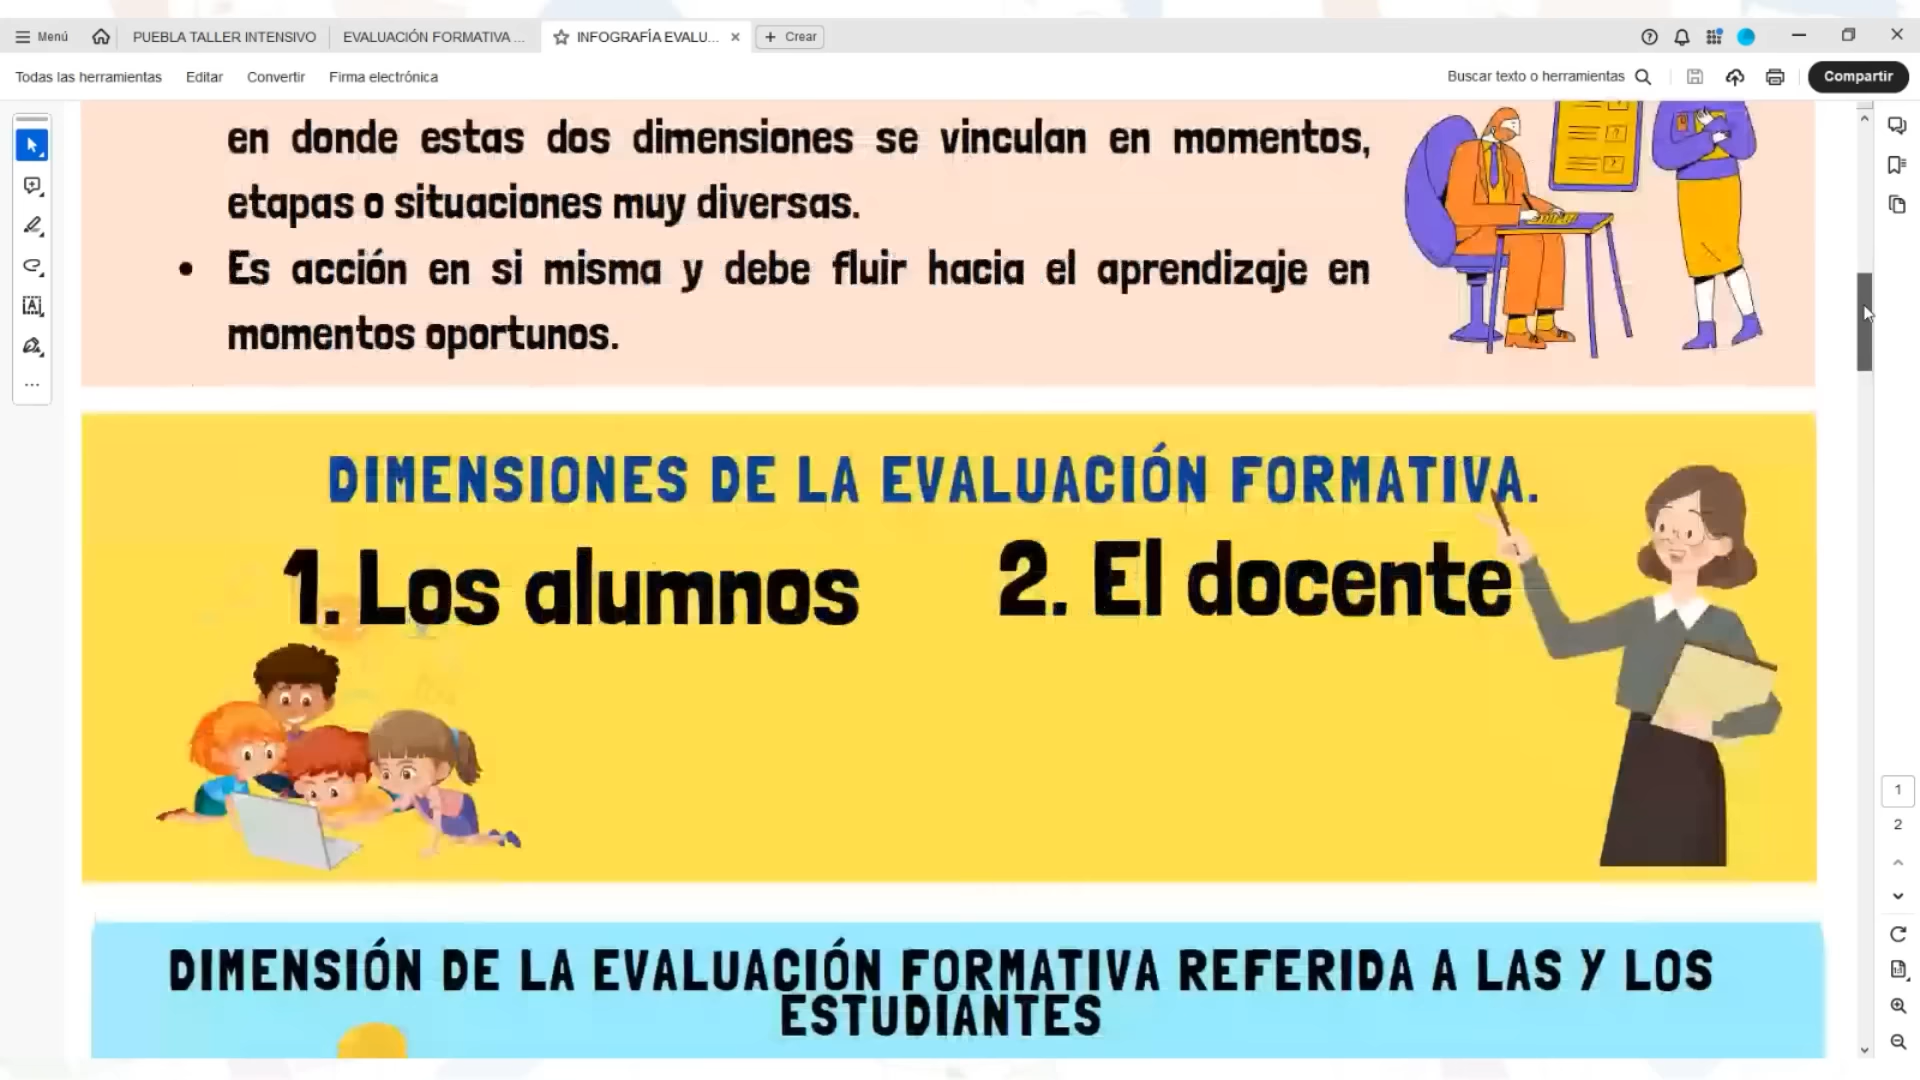 Menú
PUEBLA TALLER INTENSIVO
EVALUACIÓN FORMATIVA ...
INFOGRAFÍA EVALU...
+ Crear
Todas las herramientas
Editar
Convertir
Firma electrónica
Buscar texto o herramientas
Compartir
en donde estas dos dimensiones se vinculan en momentos,
etapas o situaciones muy diversas.
• Es acción en si misma y debe fluir hacia el aprendizaje en
momentos oportunos.
DIMENSIONES DE LA EVALUACIÓN FORMATIVA.
1. Los alumnos
2. El docente
DIMENSIÓN DE LA EVALUACIÓN FORMATIVA REFERIDA A LAS Y LOS
ESTUDIANTES
1
2